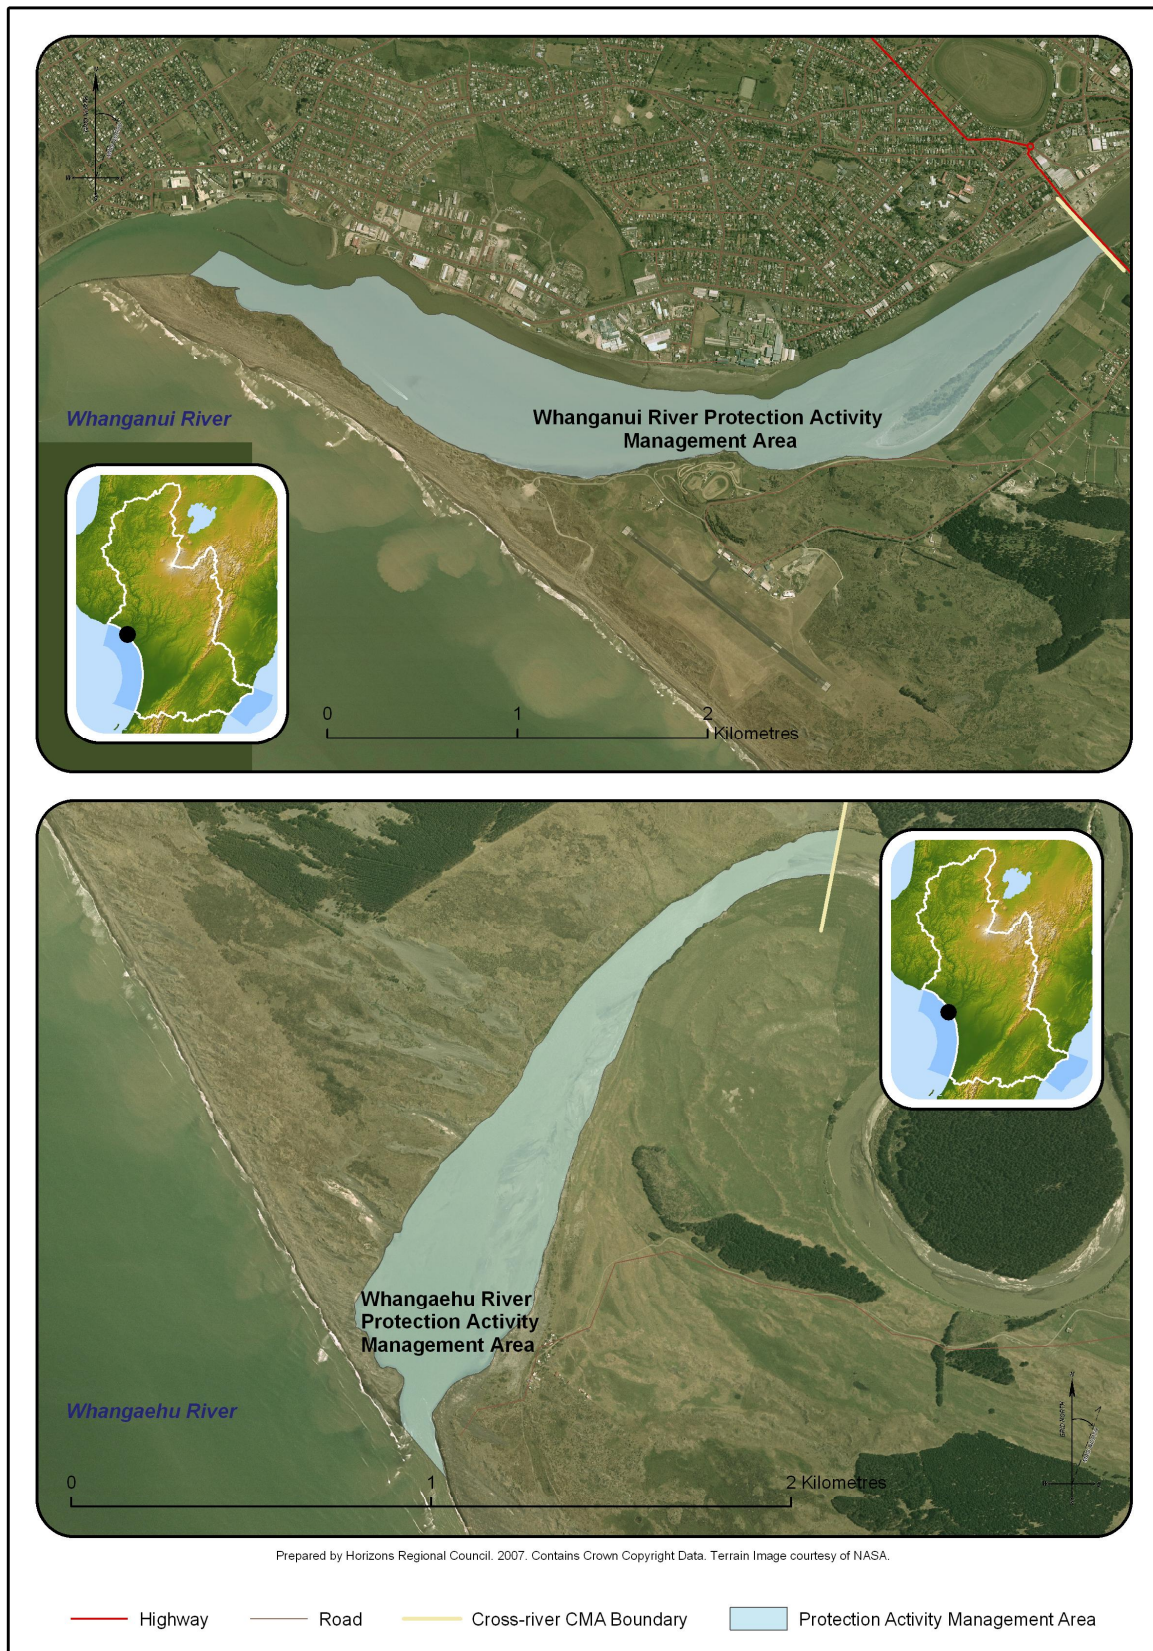 Whanganui River
Whanganui River Protection Activity
Management Area
0
1
2
Kilometres
Whangaehu River
Protection Activity
Management Area
Whangaehu River
0
1
2 Kilometres
Prepared by Horizons Regional Council. 2007. Contains Crown Copyright Data. Terrain Image courtesy of NASA.
Highway
Road
Cross-river CMA Boundary
Protection Activity Management Area